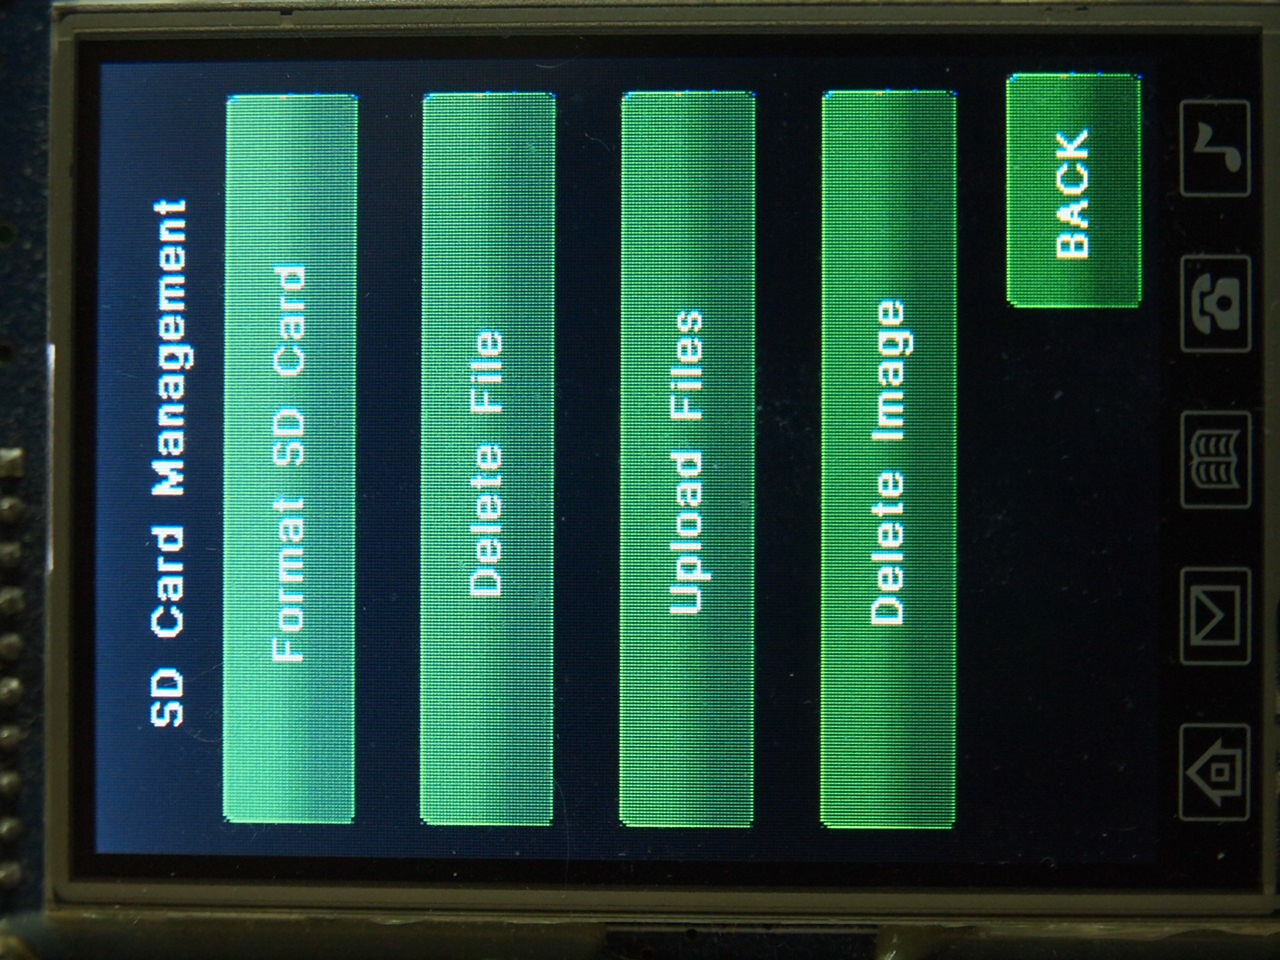 SD Card Management
Format SD Card
Delete File
Upload Files
Delete Image
BACK